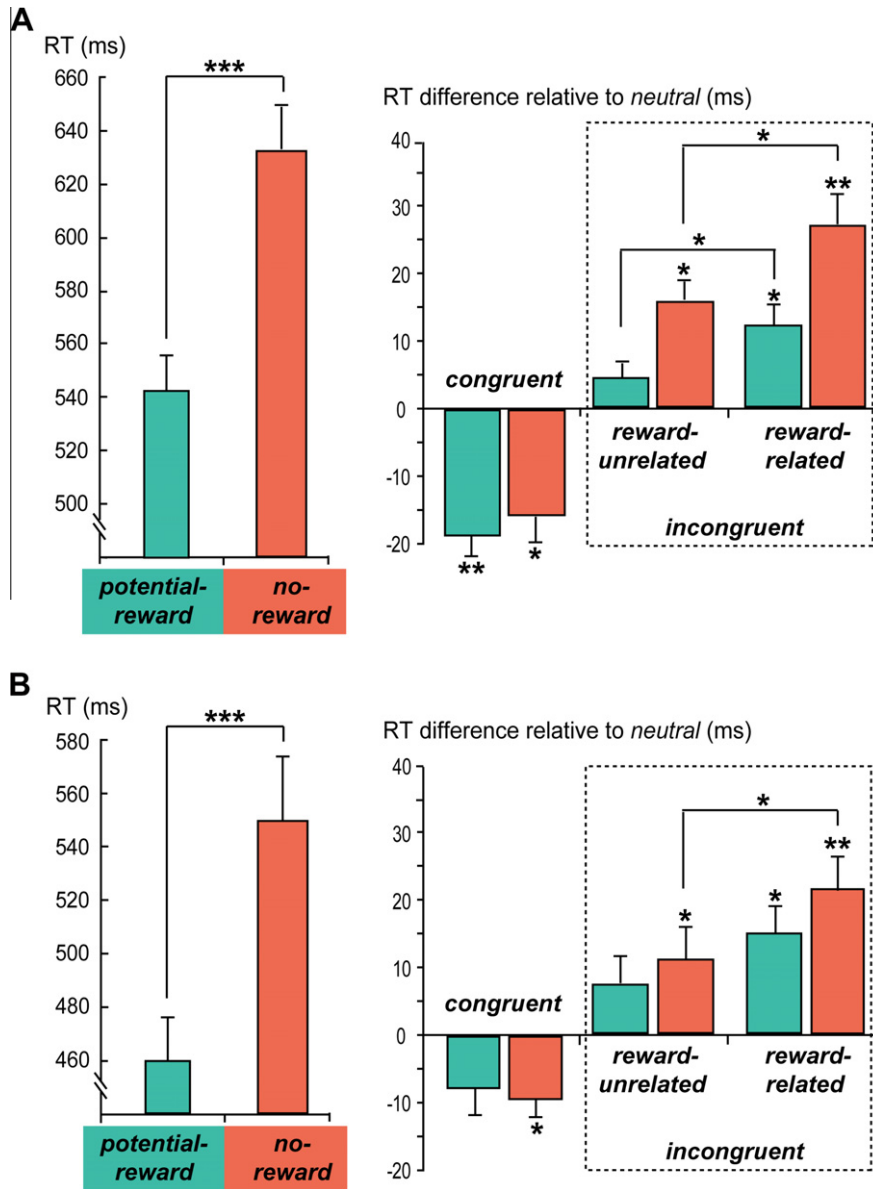 A
RT (ms)
660
640
620
600
580
560
540
520
500
***
potential-
reward
no-
reward
RT difference relative to neutral (ms)
40
30
20
10
0
-10
-20
congruent
**
*
*
*
*
*
**
reward-
unrelated
reward-
related
incongruent
B
RT (ms)
580
560
540
520
500
480
460
***
potential-
reward
no-
reward
RT difference relative to neutral (ms)
40
30
20
10
0
-10
-20
congruent
*
*
*
*
**
reward-
unrelated
reward-
related
incongruent